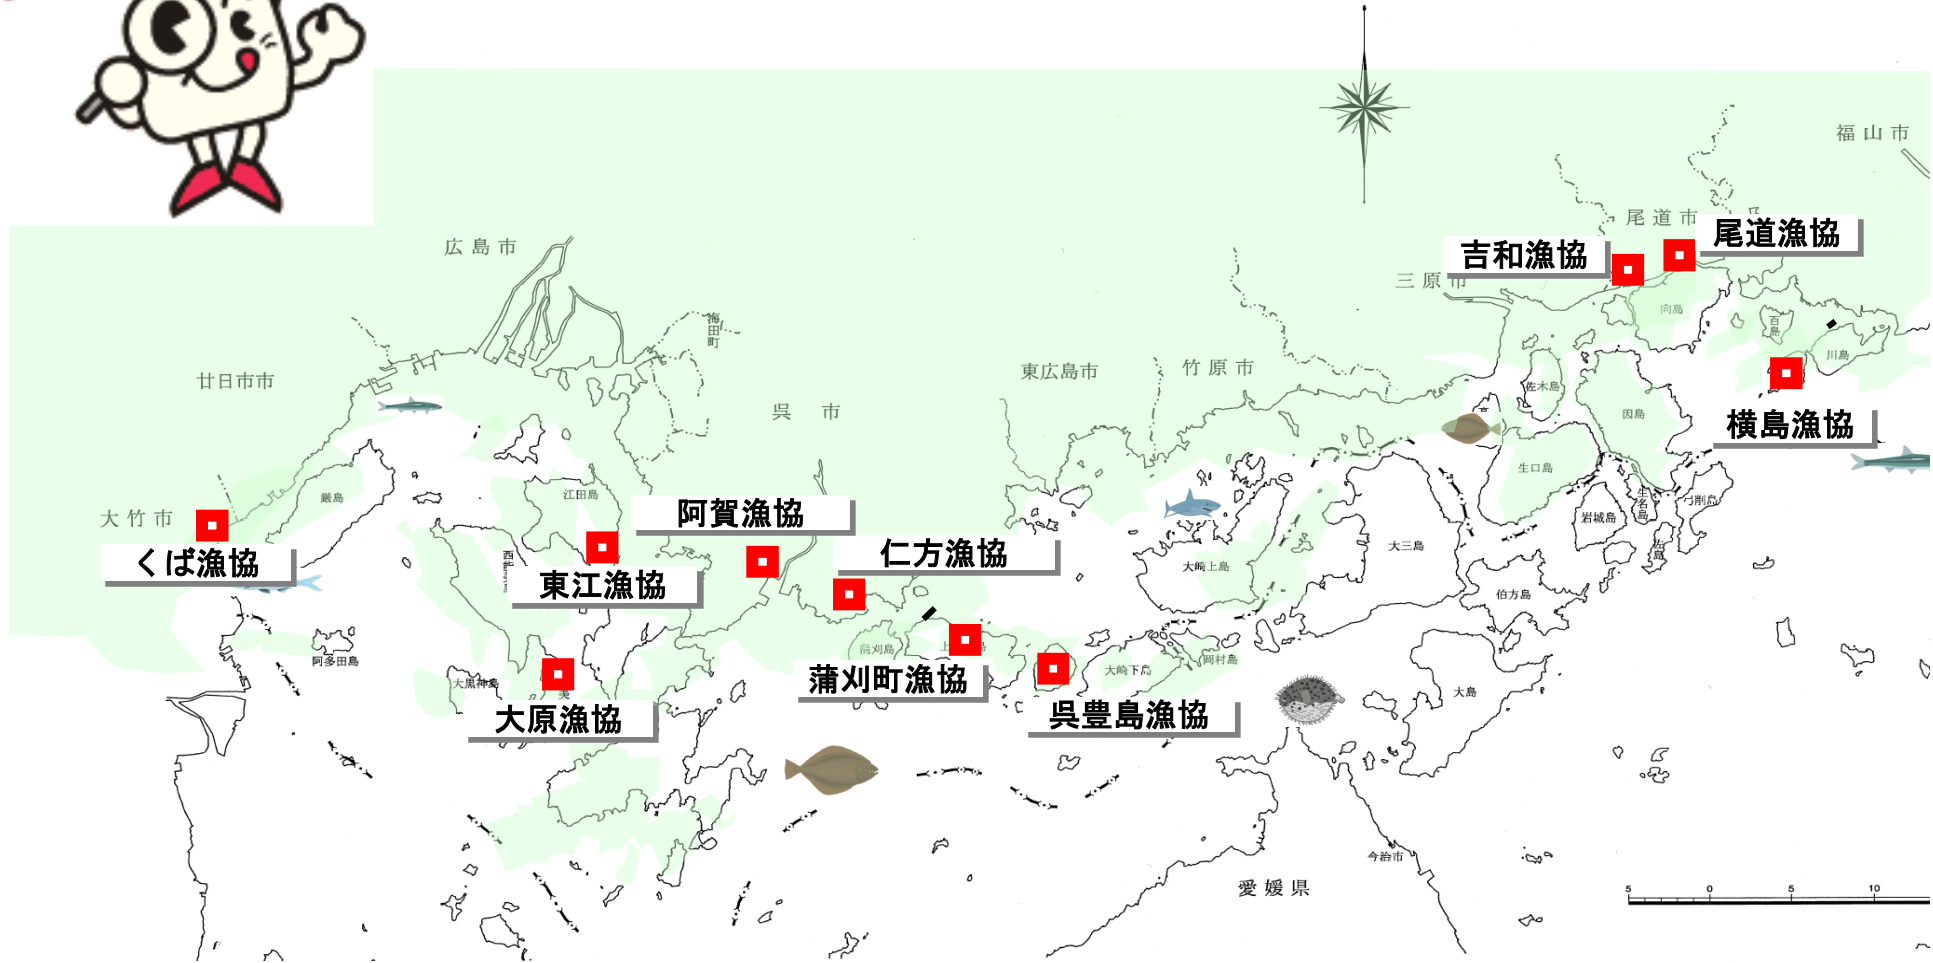 福山市
尾道市
尾道漁協
吉和漁協
三原市
広島市
向島
百島
海田町
川島
廿日市市
東広島市
竹原市
佐木島
呉市
因島
横島漁協
生口島
厳島
江田島
弓削島
生名島
岩城島
大竹市
阿賀漁協
大三島
くば漁協
仁方漁協
東江漁協
大崎上島
伯方島
阿多田島
蒲刈島
岡村島
大崎下島
大黒神島
蒲刈町漁協
大島
大原漁協
呉豊島漁協
今治市
愛媛県
5 0 5 10